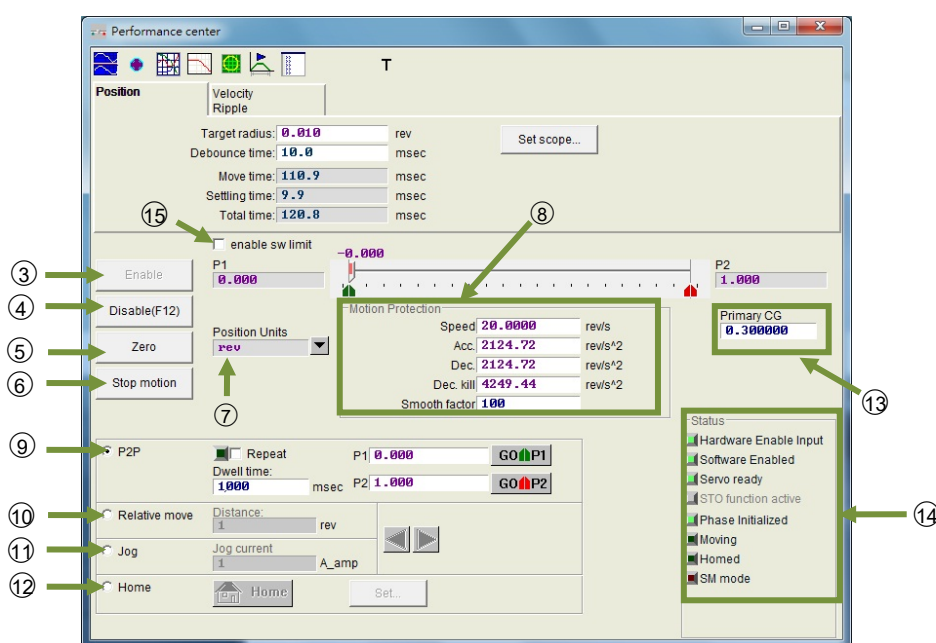 Performance center
T
Position
Velocity
Ripple
Target radius: 0.010 rev
Set scope...
Debounce time: 10.0 msec
Move time: 110.9 msec
Settling time: 9.9 msec
Total time: 120.8 msec
⑮
⑧
enable sw limit
-0.000
③
Enable
P1
0.000
P2
1.000
④
Disable(F12)
Motion Protection
Speed 20.0000 rev/s
Acc. 2124.72 rev/s^2
Dec. 2124.72 rev/s^2
Dec. kill 4249.44 rev/s^2
Smooth factor 100
Primary CG
0.300000
⑤
Zero
Position Units
rev
⑥
Stop motion
⑦
⑬
⑨
P2P
Repeat
P1 0.000 GO P1
Dwell time:
1000 msec
P2 1.000 GO P2
⑩
Relative move
Distance:
1 rev
⑪
Jog
Jog current
1 A_amp
⑫
Home
Home
Set...
Status
Hardware Enable Input
Software Enabled
Servo ready
STO function active
Phase Initialized
Moving
Homed
SM mode
⑭